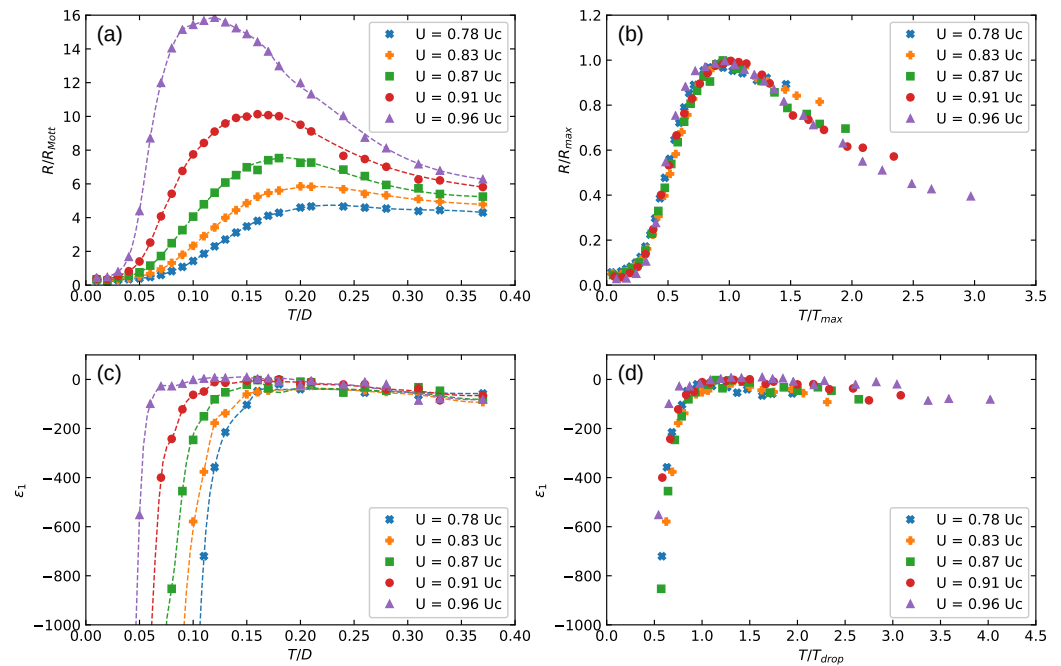 (a)
R/R_Mott
16
14
12
10
8
6
4
2
0
0.00 0.05 0.10 0.15 0.20 0.25 0.30 0.35 0.40
T/D
U = 0.78 Uc
U = 0.83 Uc
U = 0.87 Uc
U = 0.91 Uc
U = 0.96 Uc
(b)
R/R_max
1.2
1.0
0.8
0.6
0.4
0.2
0.0
0.0 0.5 1.0 1.5 2.0 2.5 3.0 3.5
T/T_max
U = 0.78 Uc
U = 0.83 Uc
U = 0.87 Uc
U = 0.91 Uc
U = 0.96 Uc
(c)
ε₁
0
−200
−400
−600
−800
−1000
0.00 0.05 0.10 0.15 0.20 0.25 0.30 0.35 0.40
T/D
U = 0.78 Uc
U = 0.83 Uc
U = 0.87 Uc
U = 0.91 Uc
U = 0.96 Uc
(d)
ε₁
0
−200
−400
−600
−800
−1000
0.0 0.5 1.0 1.5 2.0 2.5 3.0 3.5 4.0 4.5
T/T_drop
U = 0.78 Uc
U = 0.83 Uc
U = 0.87 Uc
U = 0.91 Uc
U = 0.96 Uc